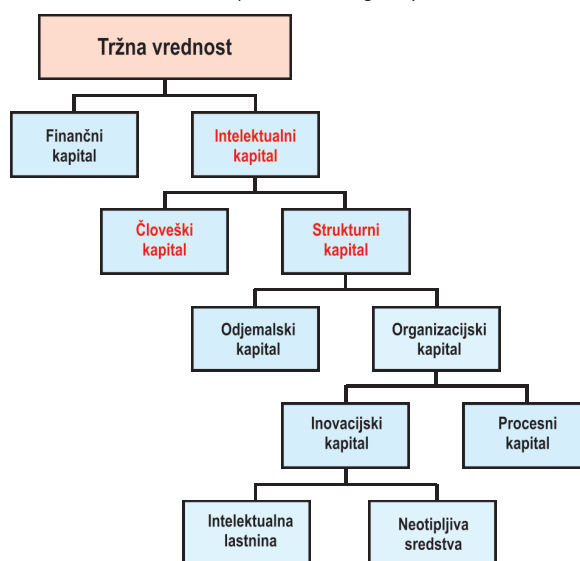 Tržna vrednost
Finančni
kapital
Intelektualni
kapital
Človeški
kapital
Strukturni
kapital
Odjemalski
kapital
Organizacijski
kapital
Inovacijski
kapital
Procesni
kapital
Intelektualna
lastnina
Neotipljiva
sredstva